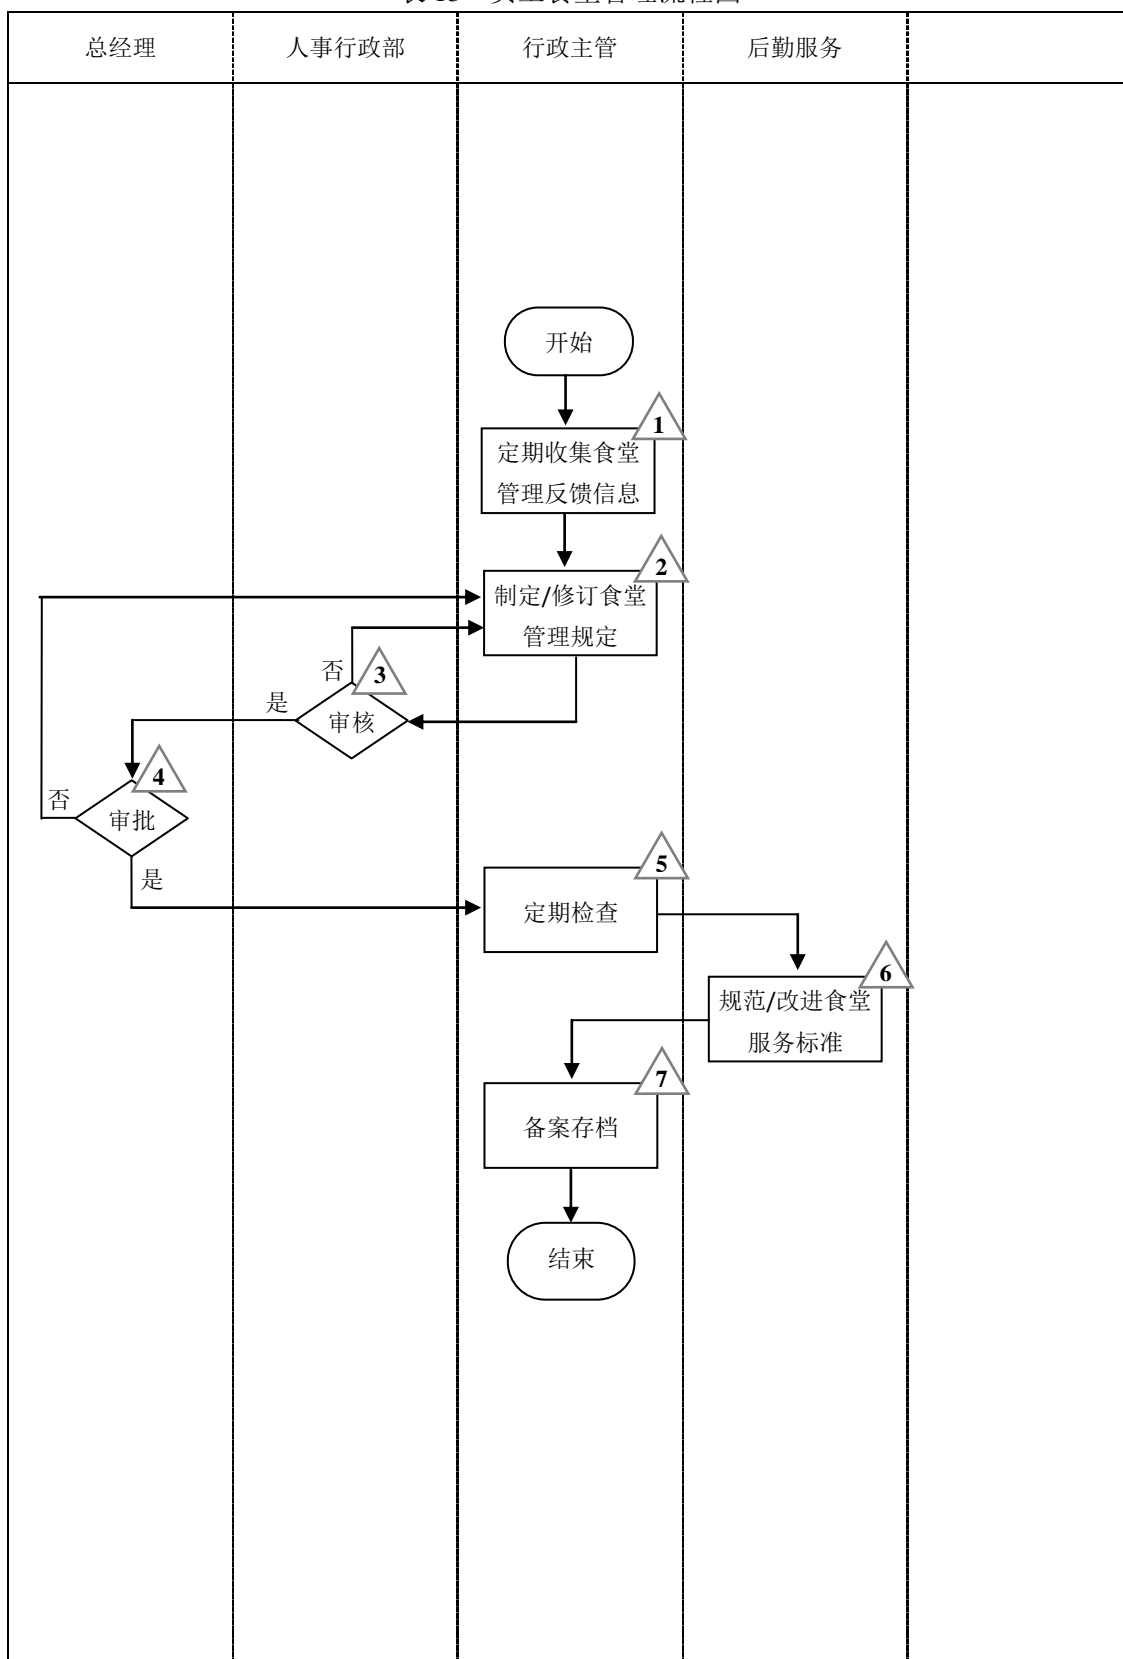 总经理
人事行政部
行政主管
后勤服务
开始
1
定期收集食堂
管理反馈信息
2
制定/修订食堂
管理规定
否
3
是
审核
4
否
审批
是
5
定期检查
6
规范/改进食堂
服务标准
7
备案存档
结束